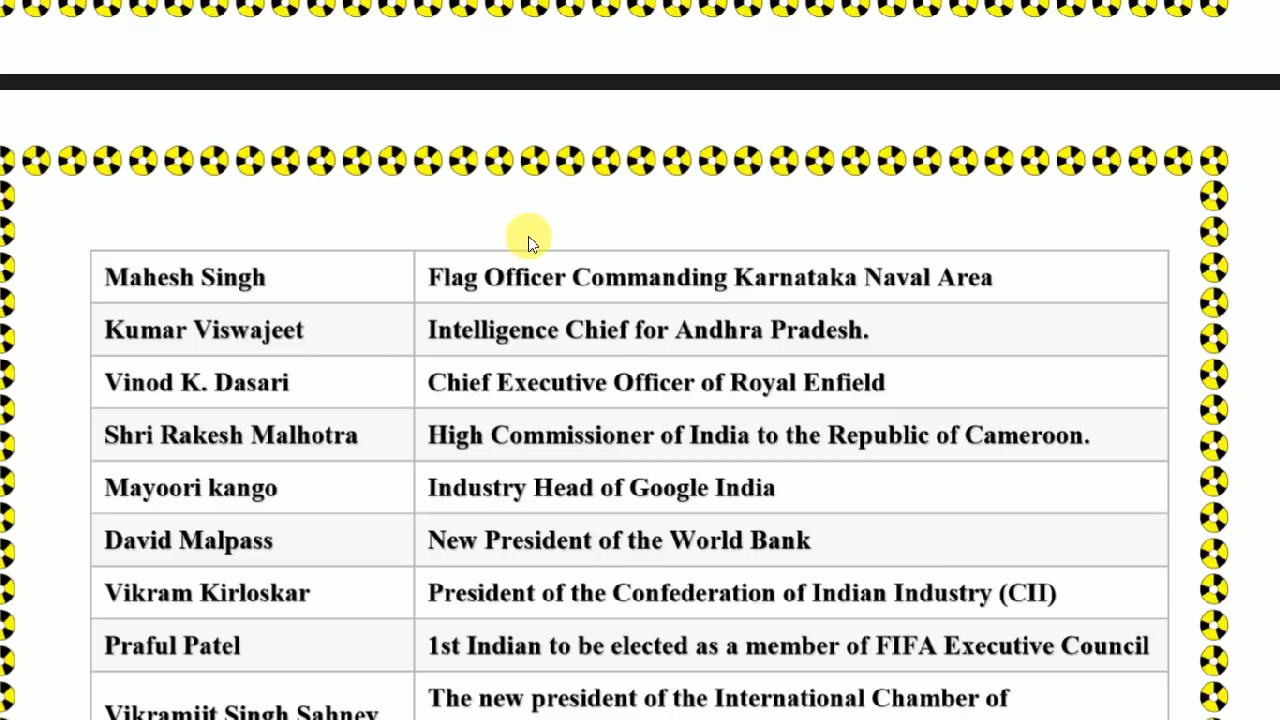 Mahesh Singh Flag Officer Commanding Karnataka Naval Area
Kumar Viswajeet Intelligence Chief for Andhra Pradesh.
Vinod K. Dasari Chief Executive Officer of Royal Enfield
Shri Rakesh Malhotra High Commissioner of India to the Republic of Cameroon.
Mayoori kango Industry Head of Google India
David Malpass New President of the World Bank
Vikram Kirloskar President of the Confederation of Indian Industry (CII)
Praful Patel 1st Indian to be elected as a member of FIFA Executive Council
The new president of the International Chamber of
Vikramjit Singh Sahney